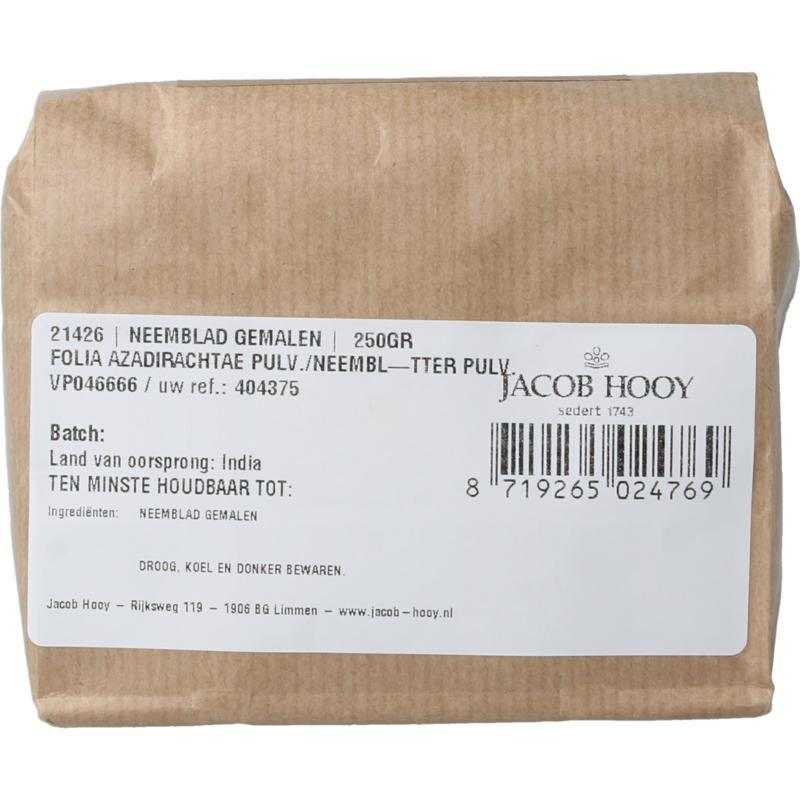 21426 | NEEMBLAD GEMALEN | 250GR
FOLIA AZADIRACHTAE PULV./NEEMBL—TTER PULV.
VP046666 / uw ref.: 404375
JACOB HOOY
sedert 1743
Batch:
Land van oorsprong: India
TEN MINSTE HOUDBAAR TOT:
8 719265 024769
Ingrediënten: NEEMBLAD GEMALEN
DROOG, KOEL EN DONKER BEWAREN.
Jacob Hooy – Rijksweg 119 – 1906 BG Limmen – www.jacob-hooy.nl